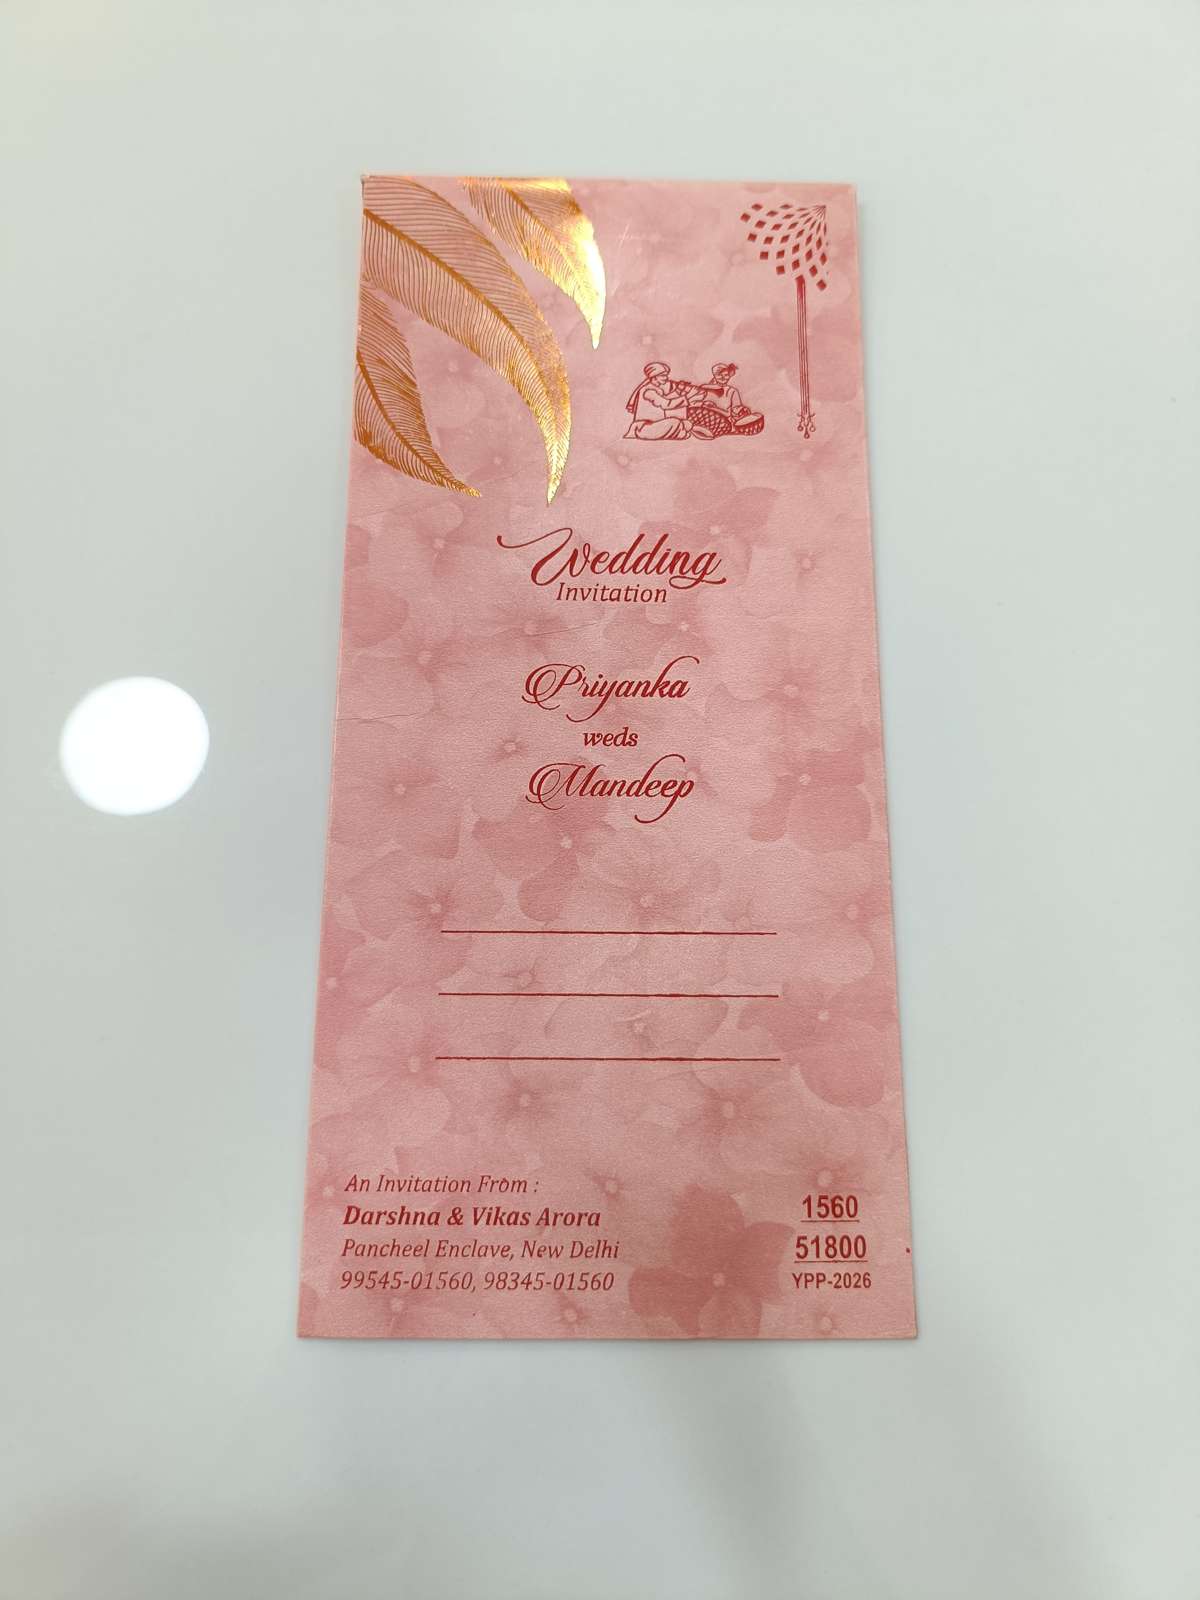 Wedding
Invitation
Priyanka
weds
Mandeep
An Invitation From :
Darshna & Vikas Arora
Pancheel Enclave, New Delhi
99545-01560, 98345-01560
1560
51800
YPP-2026